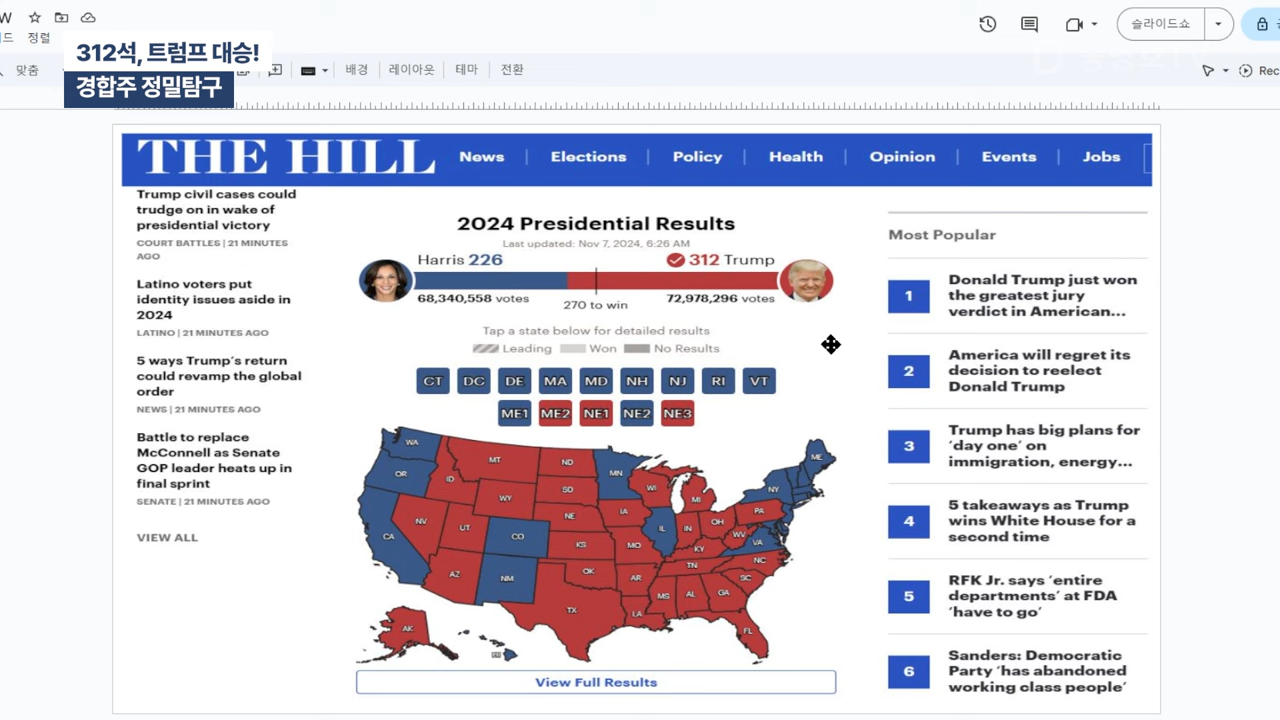 W
드
정렬
312석, 트럼프 대승!
경합주 정밀탐구
슬라이드쇼
맞춤
배경
레이아웃
테마
전환
Rec
THE HILL
News
Elections
Policy
Health
Opinion
Events
Jobs
Trump civil cases could
trudge on in wake of
presidential victory
COURT BATTLES | 21 MINUTES
AGO
Latino voters put
identity issues aside in
2024
LATINO | 21 MINUTES AGO
5 ways Trump's return
could revamp the global
order
NEWS | 21 MINUTES AGO
Battle to replace
McConnell as Senate
GOP leader heats up in
final sprint
SENATE | 21 MINUTES AGO
VIEW ALL
2024 Presidential Results
Last updated: Nov 7, 2024, 6:26 AM
Harris 226
312 Trump
68,340,558 votes
270 to win
72,978,296 votes
Tap a state below for detailed results
Leading Won No Results
CT DC DE MA MD NH NJ RI VT
ME1 ME2 NE1 NE2 NE3
WA
MT
ND
MN
ME
OR
ID
SD
WI
MI
NY
WY
NV
UT
NE
IA
PA
CA
CO
KS
MO
IL
IN
OH
WV
VA
KY
AZ
NM
OK
AR
TN
NC
SC
TX
LA
MS
AL
GA
FL
AK
HI
View Full Results
Most Popular
1
Donald Trump just won
the greatest jury
verdict in American...
2
America will regret its
decision to reelect
Donald Trump
3
Trump has big plans for
'day one' on
immigration, energy...
4
5 takeaways as Trump
wins White House for a
second time
5
RFK Jr. says 'entire
departments' at FDA
'have to go'
6
Sanders: Democratic
Party 'has abandoned
working class people'